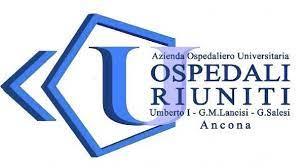 Azienda Ospedaliero Universitaria
U OSPEDALI
RIUNITI
Umberto I - G.M.Lancisi - G.Salesi
Ancona